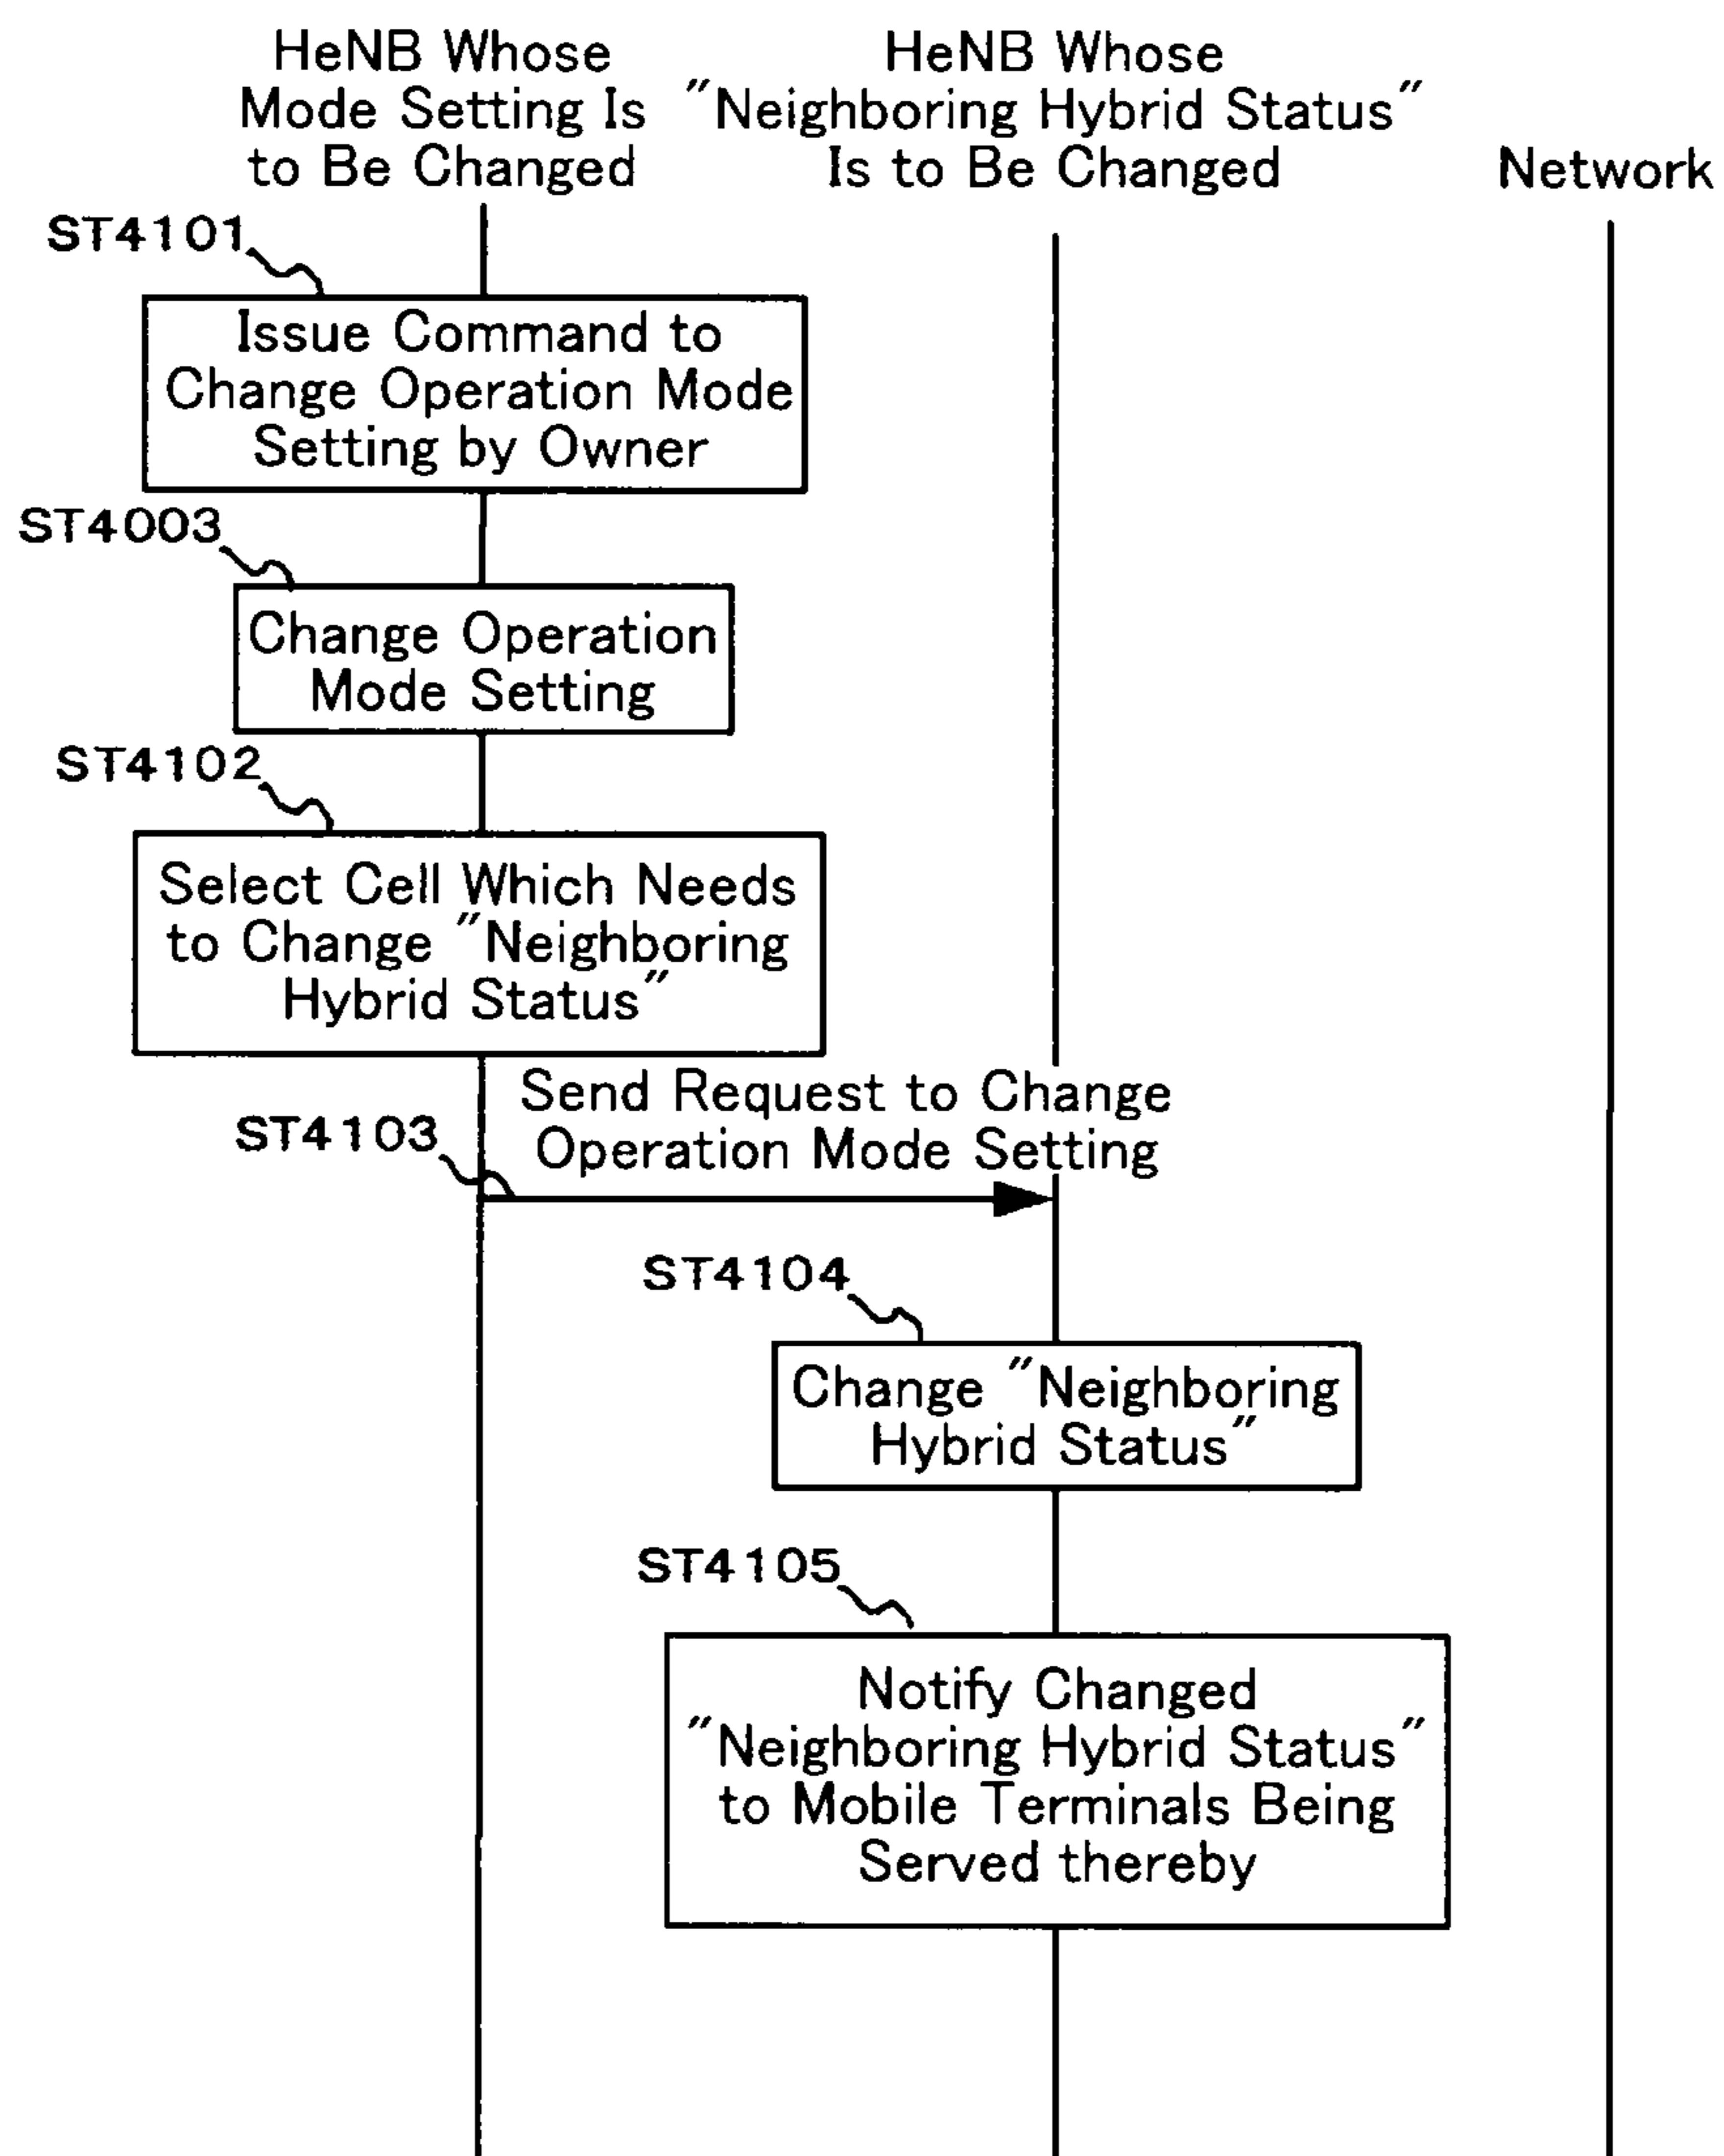 HeNB Whose
Mode Setting Is
to Be Changed
HeNB Whose
"Neighboring Hybrid Status"
Is to Be Changed
Network
ST4101
Issue Command to
Change Operation Mode
Setting by Owner
ST4003
Change Operation
Mode Setting
ST4102
Select Cell Which Needs
to Change "Neighboring
Hybrid Status"
Send Request to Change
Operation Mode Setting
ST4103
ST4104
Change "Neighboring
Hybrid Status"
ST4105
Notify Changed
"Neighboring Hybrid Status"
to Mobile Terminals Being
Served thereby